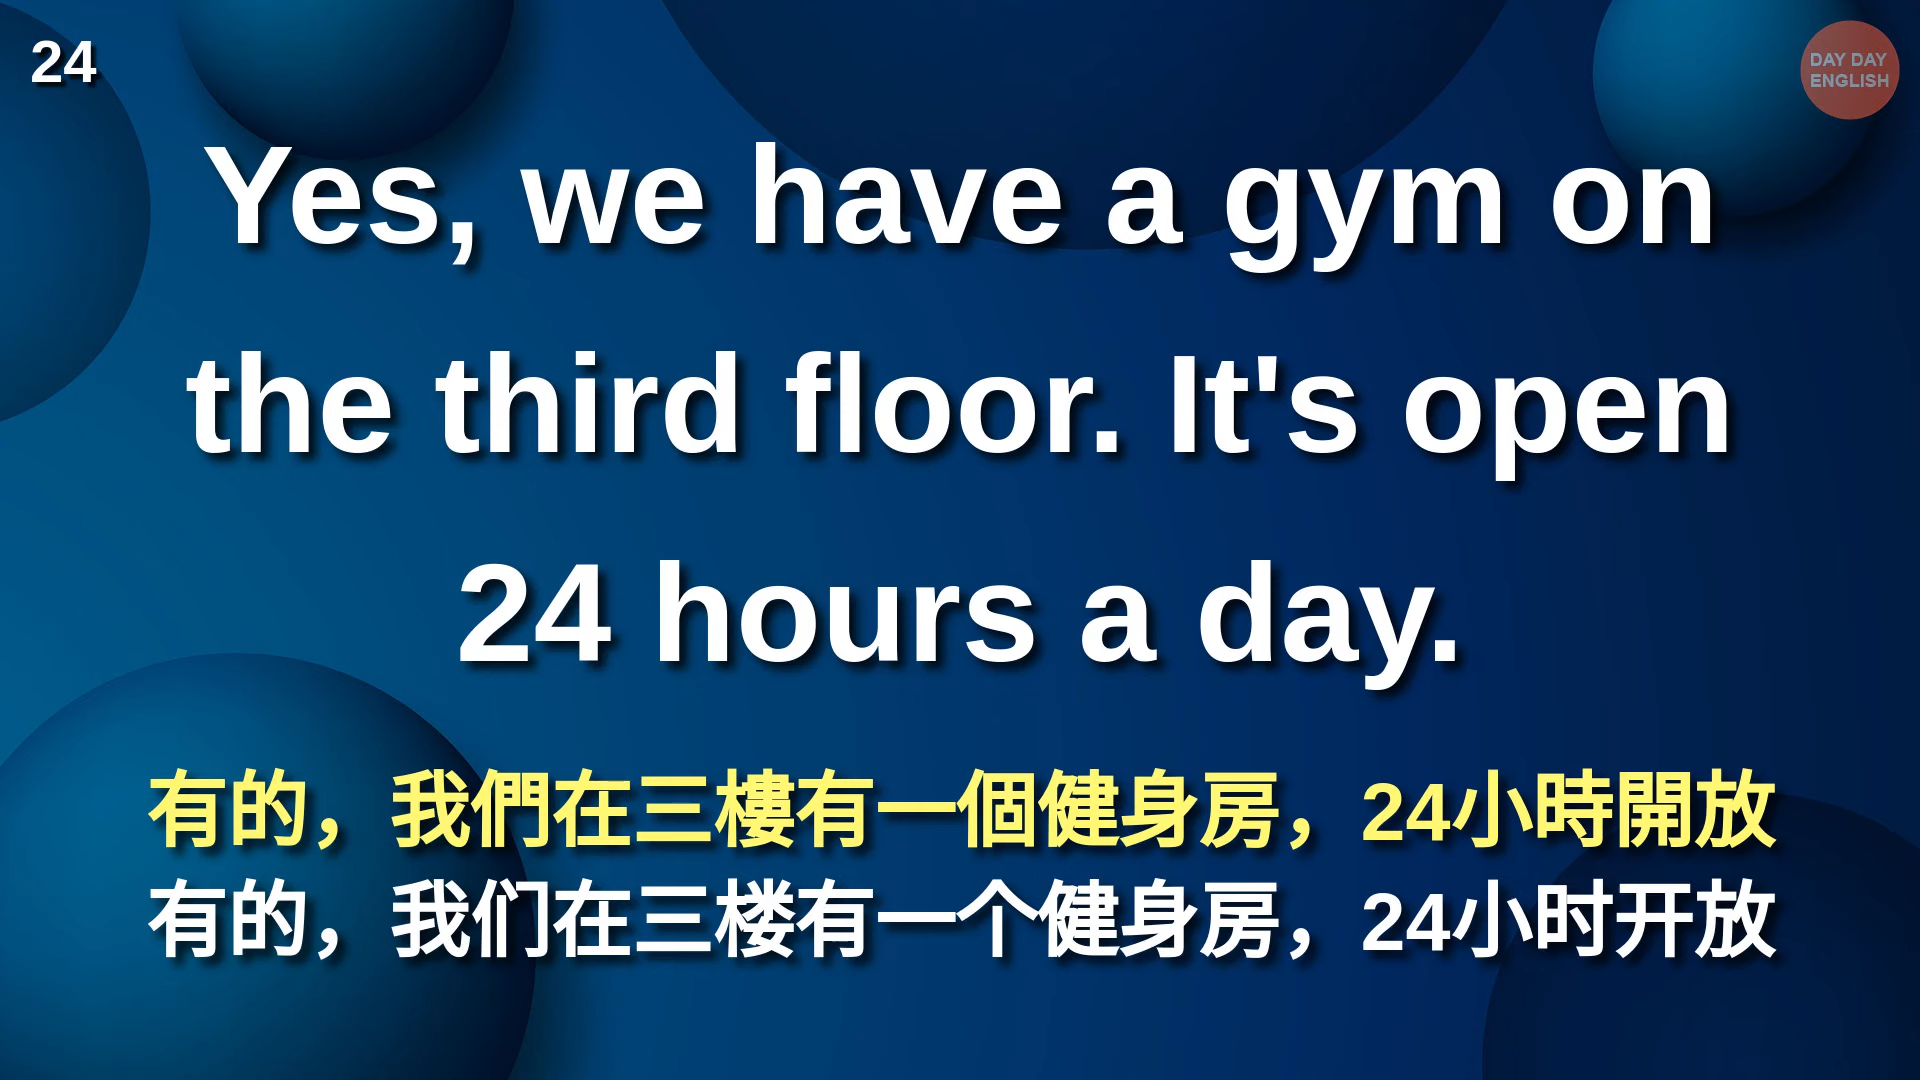 24
DAY DAY
ENGLISH
Yes, we have a gym on
the third floor. It's open
24 hours a day.
有的，我們在三樓有一個健身房，24小時開放
有的，我们在三楼有一个健身房，24小时开放